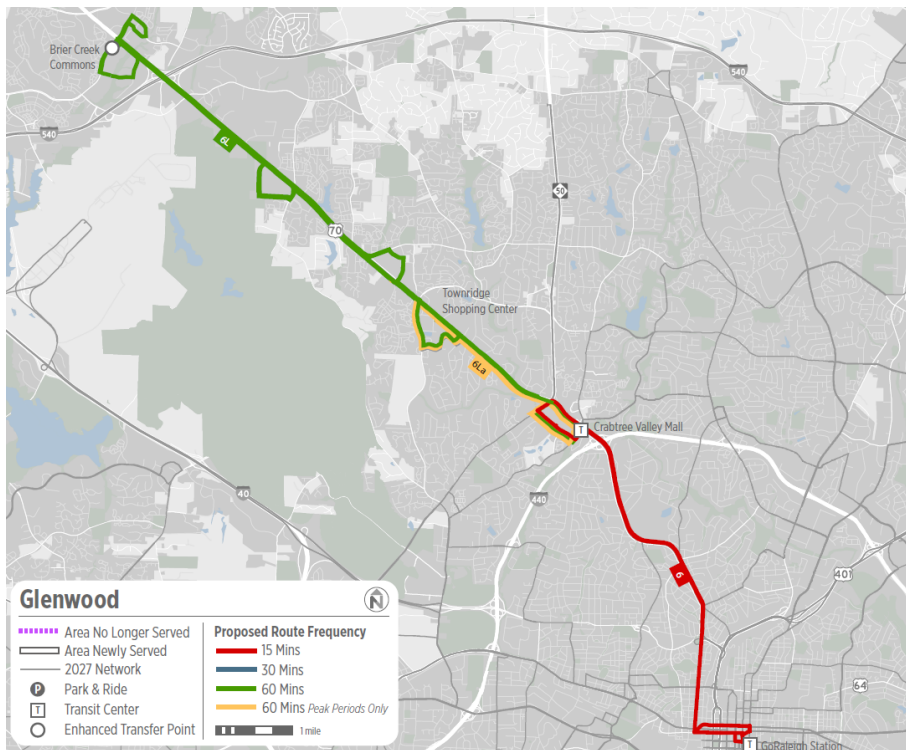 Brier Creek
Commons
540
540
6L
50
70
Townridge
Shopping Center
6La
Crabtree Valley Mall
T
40
440
6
401
64
GoRaleigh Station
T
Glenwood
N
Area No Longer Served
Area Newly Served
2027 Network
P Park & Ride
T Transit Center
Enhanced Transfer Point
Proposed Route Frequency
15 Mins
30 Mins
60 Mins
60 Mins Peak Periods Only
1 mile